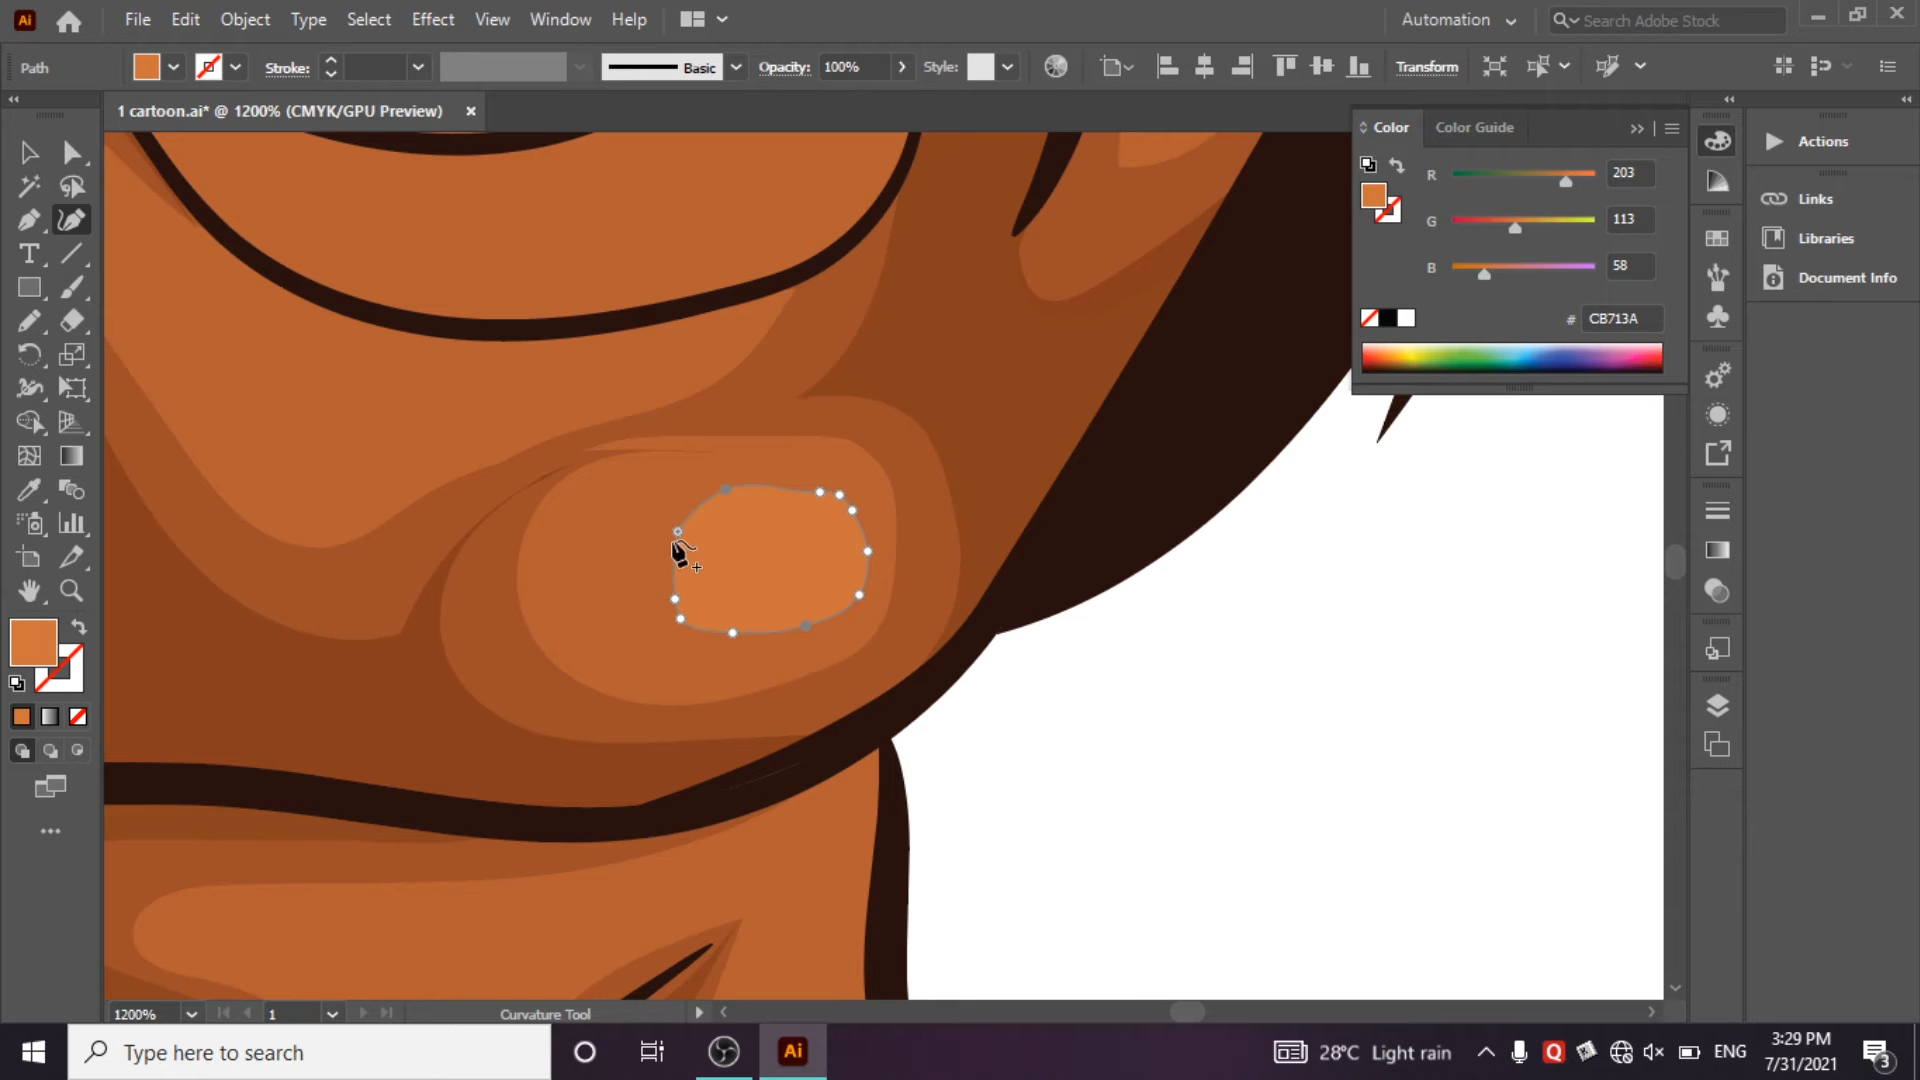 Ai File Edit Object Type Select Effect View Window Help Automation Search Adobe Stock
Path Stroke: Basic Opacity: 100% Style: Transform
1 cartoon.ai* @ 1200% (CMYK/GPU Preview) ×
Color Color Guide
R 203
G 113
B 58
# CB713A
Actions
Links
Libraries
Document Info
T
1200% 1 Curvature Tool
Type here to search Ai 28°C Light rain Q ENG 3:29 PM
7/31/2021 3